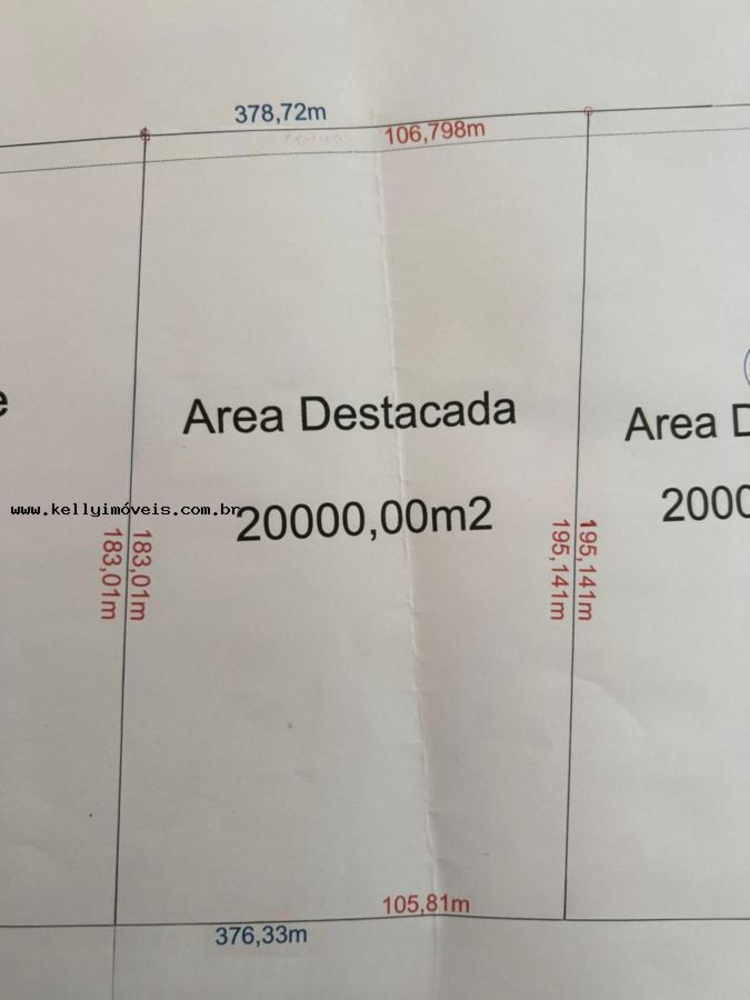 378,72m
106,798m
Area Destacada
20000,00m2
www.kellyimóveis.com.br
183,01m
183,01m
195,141m
195,141m
Area D
2000
105,81m
376,33m